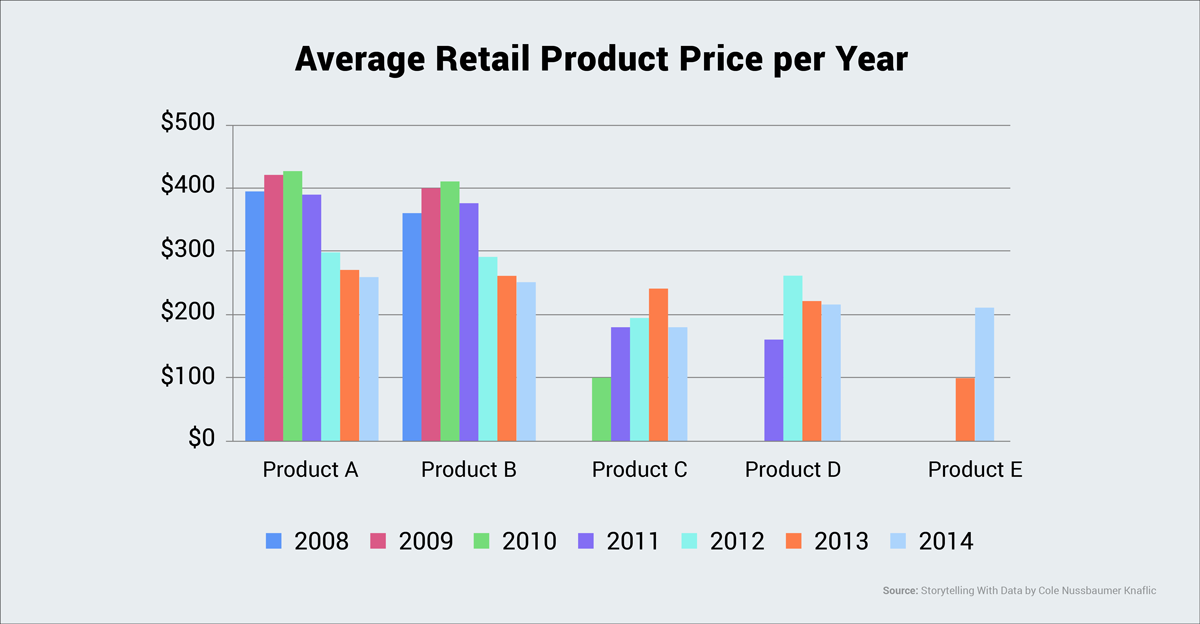 Average Retail Product Price per Year
$500
$400
$300
$200
$100
$0
Product A Product B Product C Product D Product E
2008 2009 2010 2011 2012 2013 2014
Source: Storytelling With Data by Cole Nussbaumer Knaflic